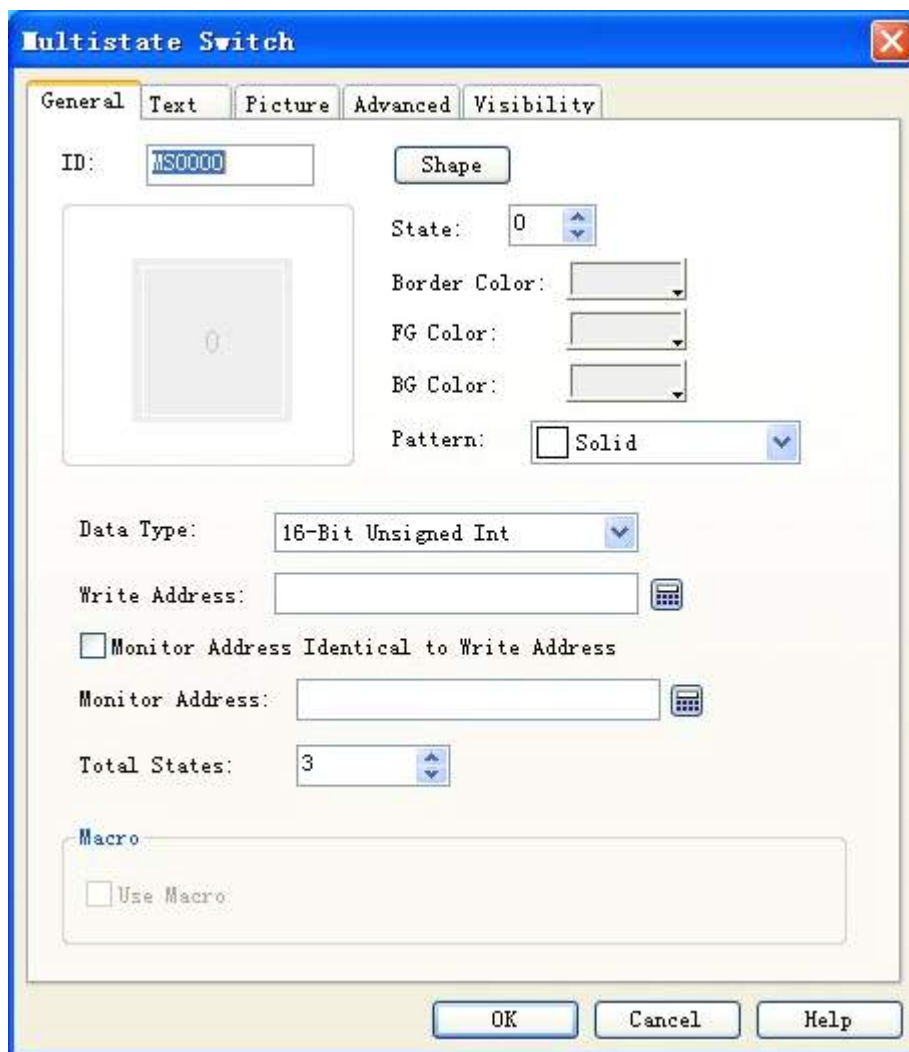 Multistate Switch
General Text Picture Advanced Visibility
ID: MS0000 Shape
State: 0
Border Color:
0
FG Color:
BG Color:
Pattern: Solid
Data Type: 16-Bit Unsigned Int
Write Address:
Monitor Address Identical to Write Address
Monitor Address:
Total States: 3
Macro
Use Macro
OK Cancel Help